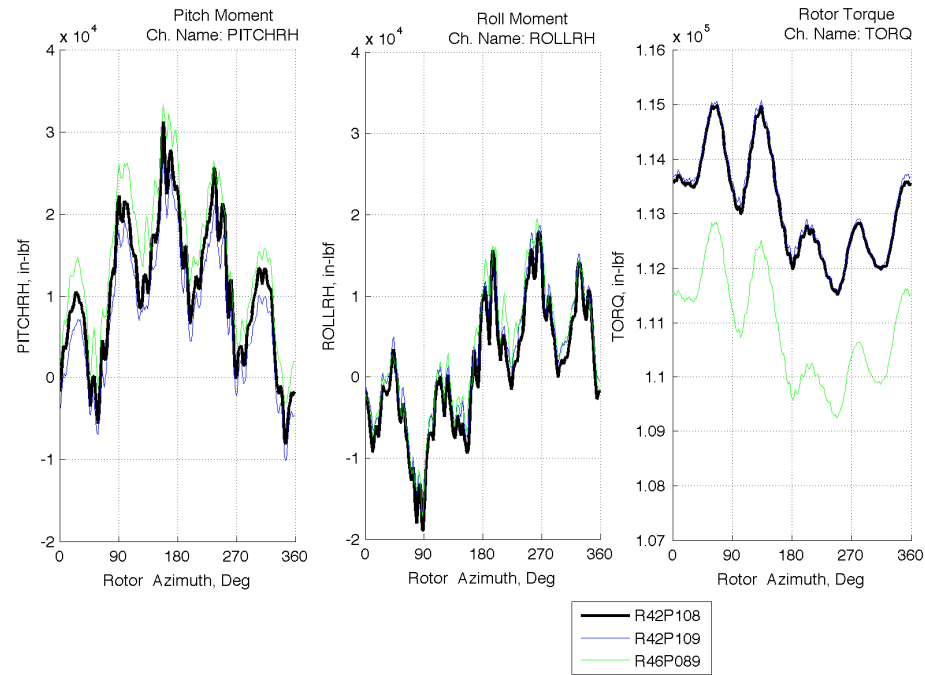 Pitch Moment
Ch. Name: PITCHRH
x 10^4
4
3
2
1
0
-1
-2
PITCHRH, in-lbf
0 90 180 270 360
Rotor Azimuth, Deg
Roll Moment
Ch. Name: ROLLRH
x 10^4
4
3
2
1
0
-1
-2
ROLLRH, in-lbf
0 90 180 270 360
Rotor Azimuth, Deg
Rotor Torque
Ch. Name: TORQ
x 10^5
1.16
1.15
1.14
1.13
1.12
1.11
1.1
1.09
1.08
1.07
TORQ, in-lbf
0 90 180 270 360
Rotor Azimuth, Deg
R42P108
R42P109
R46P089